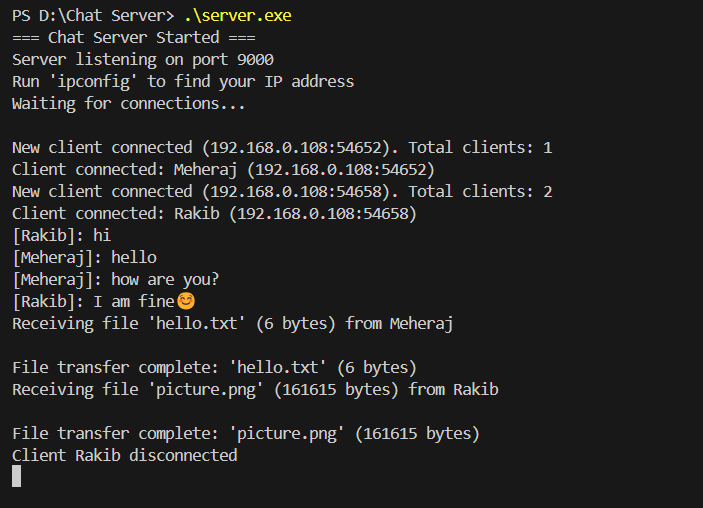 PS D:\Chat Server> .\server.exe
=== Chat Server Started ===
Server listening on port 9000
Run 'ipconfig' to find your IP address
Waiting for connections...
New client connected (192.168.0.108:54652). Total clients: 1
Client connected: Meheraj (192.168.0.108:54652)
New client connected (192.168.0.108:54658). Total clients: 2
Client connected: Rakib (192.168.0.108:54658)
[Rakib]: hi
[Meheraj]: hello
[Meheraj]: how are you?
[Rakib]: I am fine😊
Receiving file 'hello.txt' (6 bytes) from Meheraj
File transfer complete: 'hello.txt' (6 bytes)
Receiving file 'picture.png' (161615 bytes) from Rakib
File transfer complete: 'picture.png' (161615 bytes)
Client Rakib disconnected